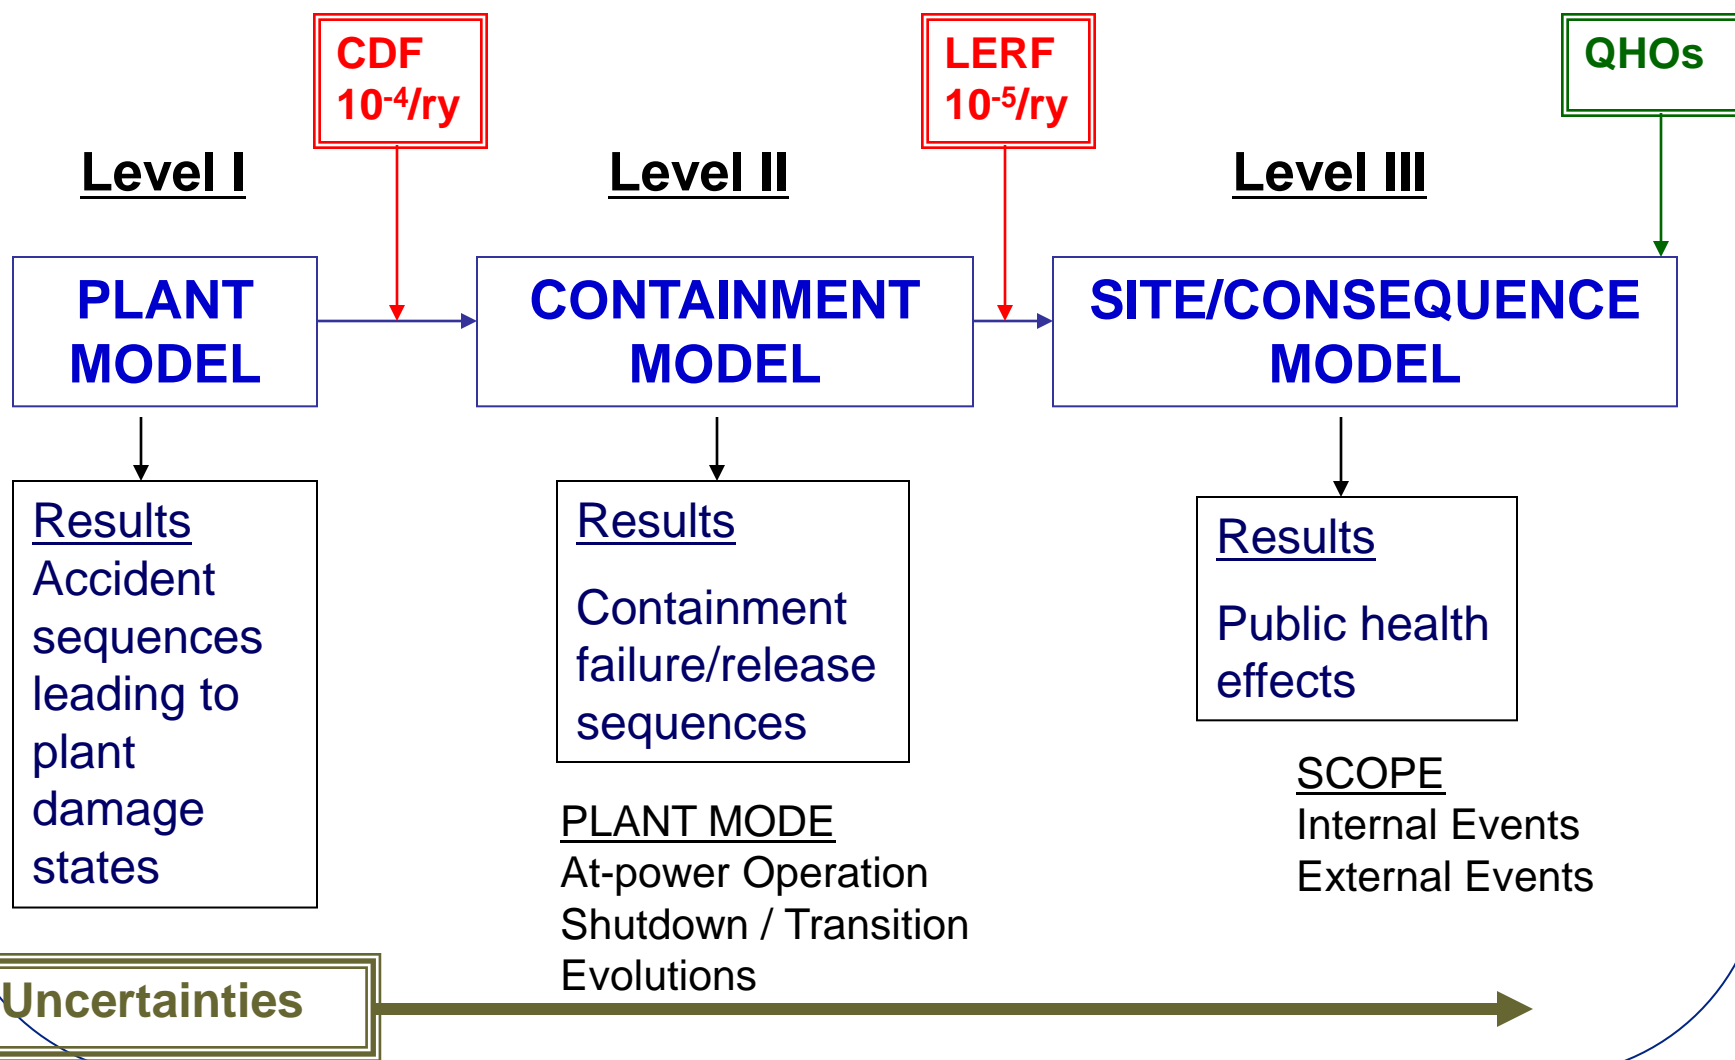 CDF
10⁻⁴/ry
LERF
10⁻⁵/ry
QHOs
Level I
Level II
Level III
PLANT
MODEL
CONTAINMENT
MODEL
SITE/CONSEQUENCE
MODEL
Results
Accident
sequences
leading to
plant
damage
states
Results
Containment
failure/release
sequences
Results
Public health
effects
PLANT MODE
At-power Operation
Shutdown / Transition
Evolutions
SCOPE
Internal Events
External Events
Uncertainties